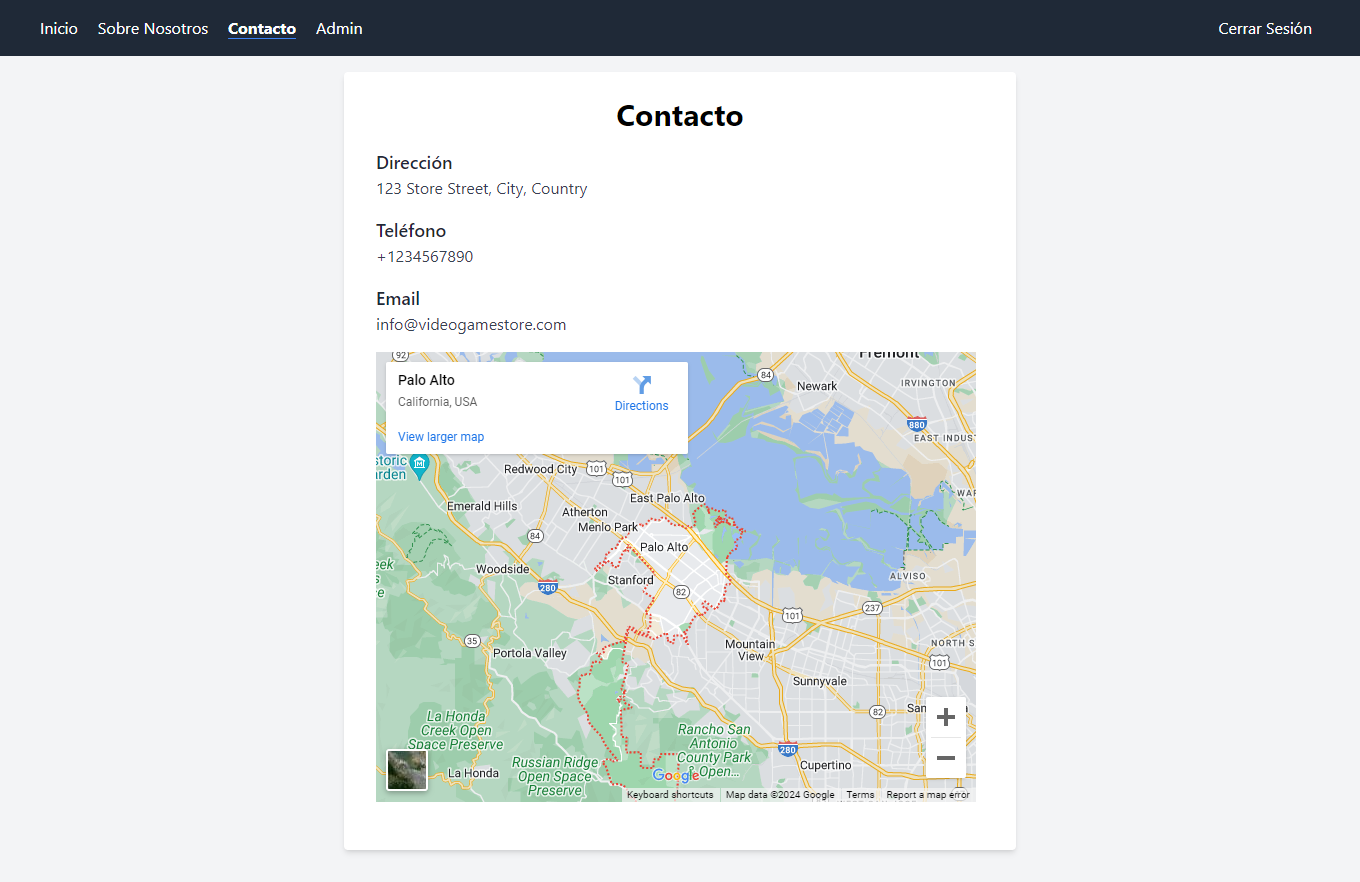 Inicio Sobre Nosotros Contacto Admin Cerrar Sesión
Contacto
Dirección
123 Store Street, City, Country
Teléfono
+1234567890
Email
info@videogamestore.com
92
Fremont
Palo Alto
California, USA
Directions
View larger map
84
Newark
IRVINGTON
880
EAST INDUS
storic
arden
Redwood City
101
101
East Palo Alto
WAR
Emerald Hills
Atherton
Menlo Park
84
Palo Alto
eek
e
Woodside
280
Stanford
82
ALVISO
101
237
35
Portola Valley
Mountain
View
NORTH S
101
Sunnyvale
82
La Honda
Creek Open
Space Preserve
Rancho San
Antonio
County Park
& Open...
280
Cupertino
La Honda
Russian Ridge
Open Space
Preserve
Google
Keyboard shortcuts Map data ©2024 Google Terms Report a map error